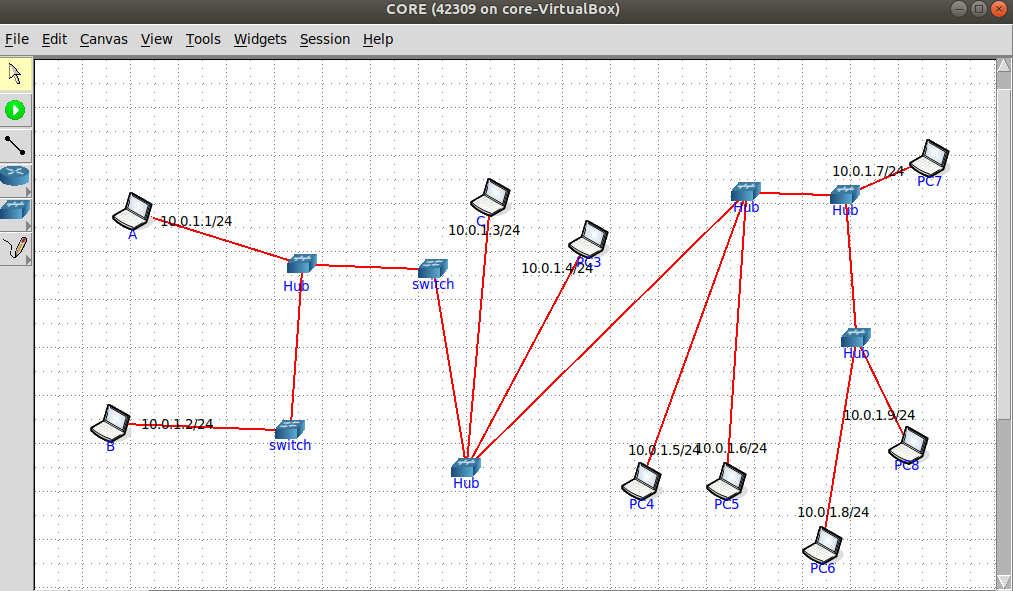 CORE (42309 on core-VirtualBox)
File Edit Canvas View Tools Widgets Session Help
10.0.1.7/24
PC7
Hub
Hub
10.0.1.1/24
A
C
10.0.1.3/24
10.0.1.4/24
PC3
Hub
switch
Hub
10.0.1.2/24
B
switch
Hub
10.0.1.9/24
PC8
10.0.1.5/24
10.0.1.6/24
PC4
PC5
10.0.1.8/24
PC6